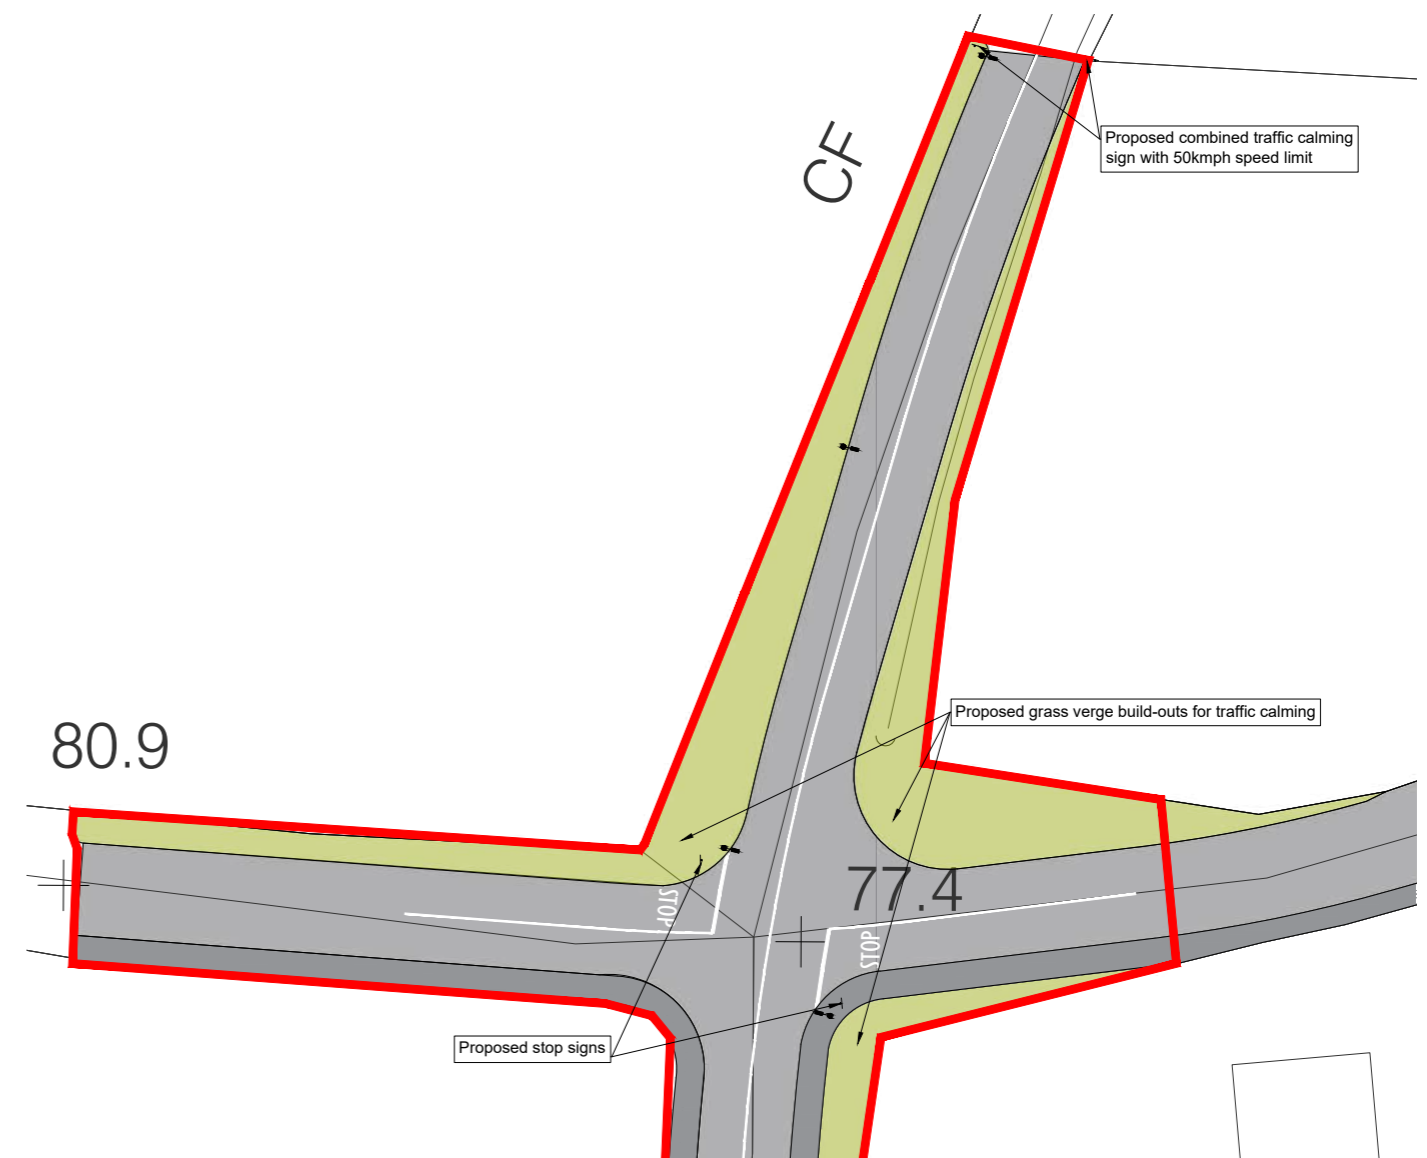 CF
Proposed combined traffic calming
sign with 50kmph speed limit
Proposed grass verge build-outs for traffic calming
80.9
77.4
STOP
STOP
Proposed stop signs